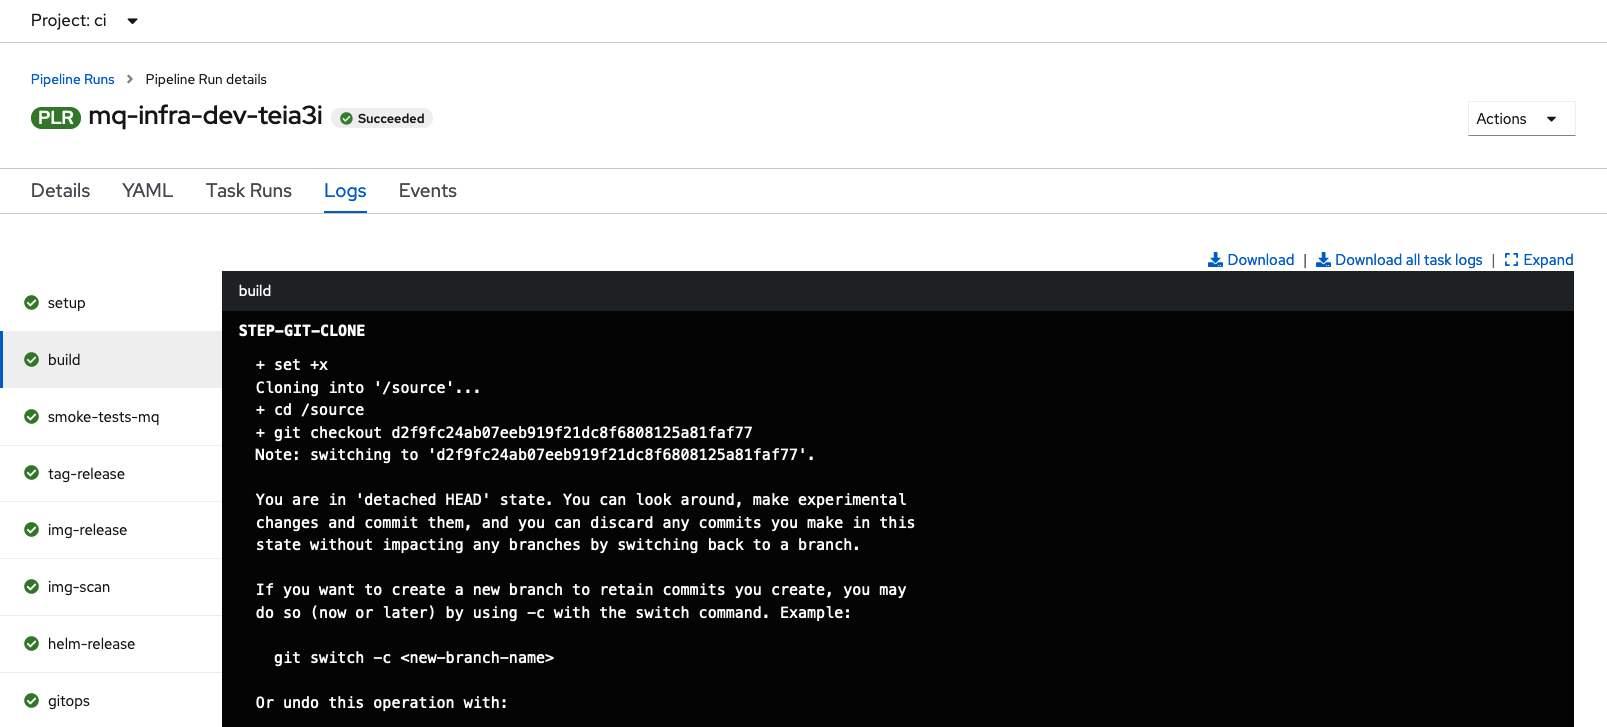 Project: ci
Pipeline Runs > Pipeline Run details
PLR mq-infra-dev-teia3i Succeeded
Actions
Details YAML Task Runs Logs Events
Download | Download all task logs | Expand
setup
build
smoke-tests-mq
tag-release
img-release
img-scan
helm-release
gitops
build
STEP-GIT-CLONE
+ set +x
Cloning into '/source'...
+ cd /source
+ git checkout d2f9fc24ab07eeb919f21dc8f6808125a81faf77
Note: switching to 'd2f9fc24ab07eeb919f21dc8f6808125a81faf77'.
You are in 'detached HEAD' state. You can look around, make experimental
changes and commit them, and you can discard any commits you make in this
state without impacting any branches by switching back to a branch.
If you want to create a new branch to retain commits you create, you may
do so (now or later) by using -c with the switch command. Example:
git switch -c <new-branch-name>
Or undo this operation with: